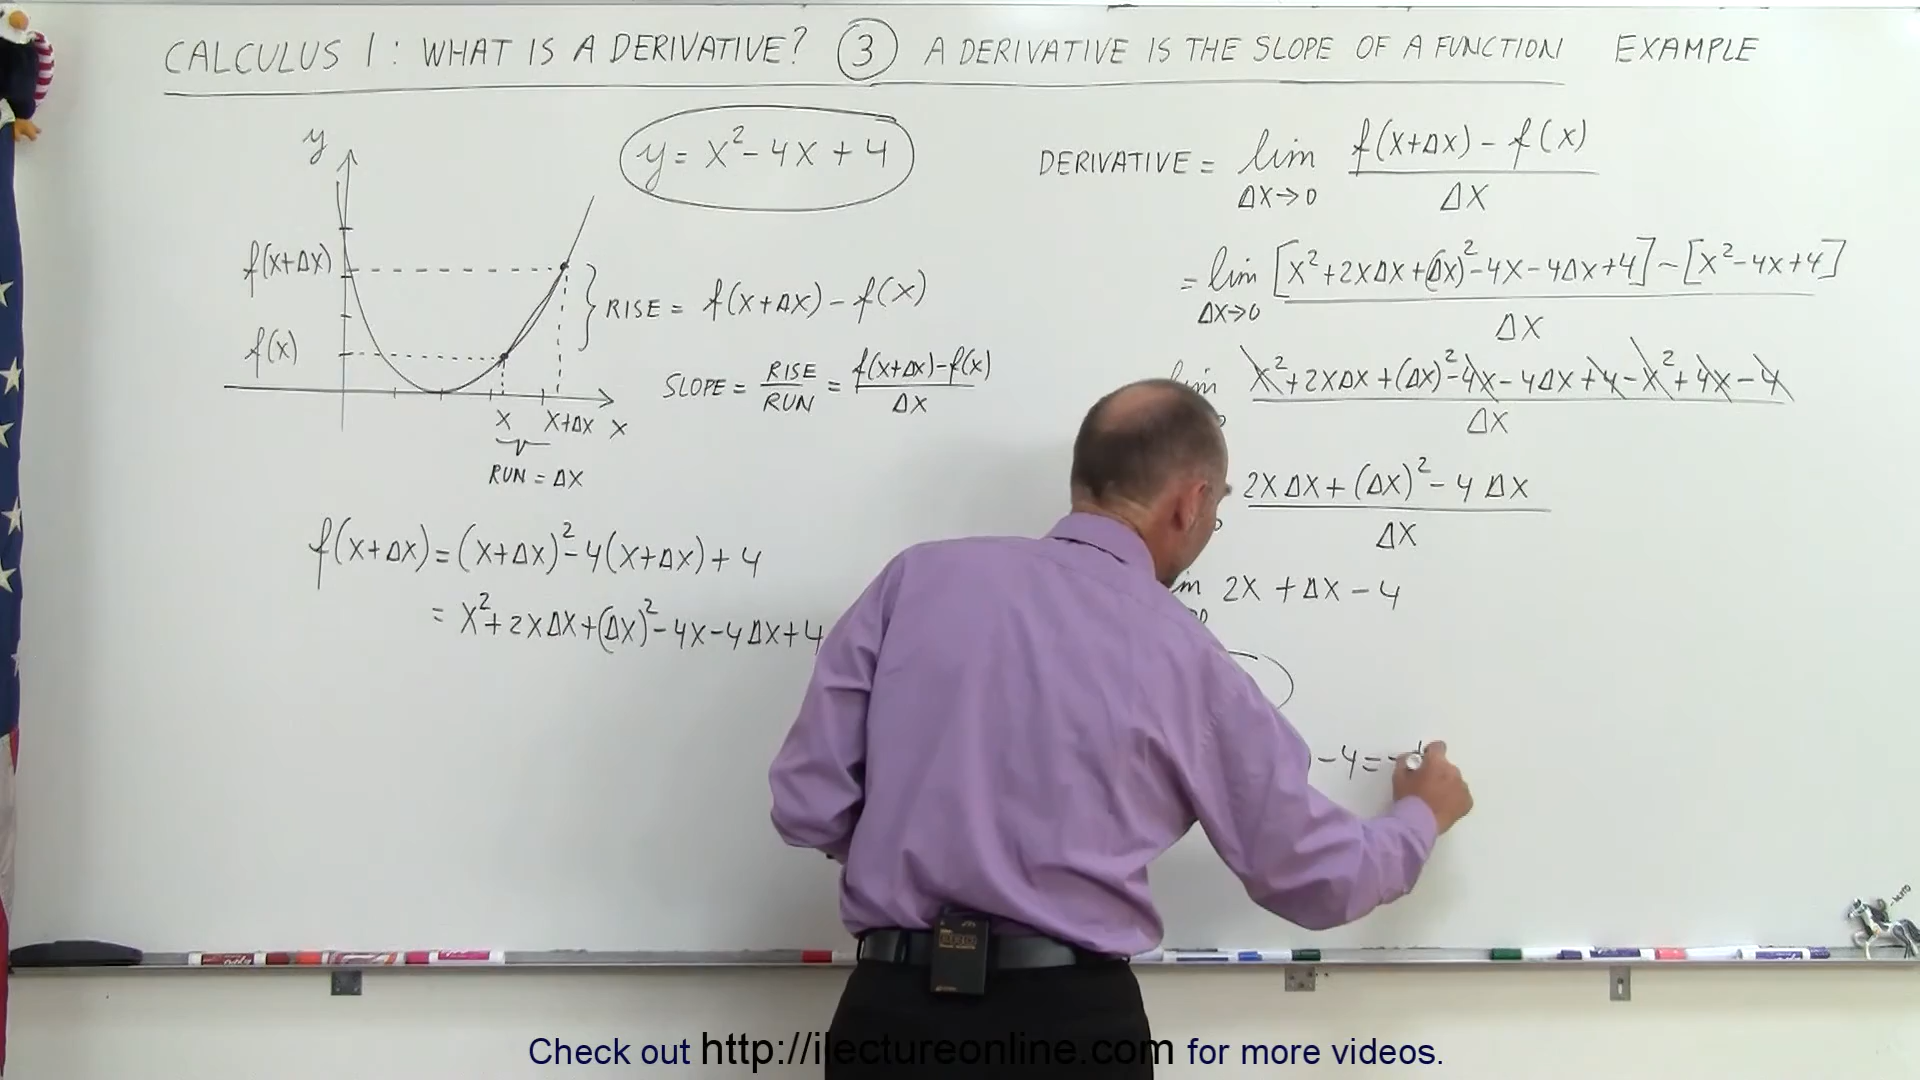 CALCULUS 1: WHAT IS A DERIVATIVE? ③ A DERIVATIVE IS THE SLOPE OF A FUNCTION EXAMPLE
y
y = x² - 4x + 4
f(x+Δx)
f(x)
x x+Δx x
RUN = Δx
RISE = f(x+Δx) - f(x)
SLOPE = RISE/RUN = (f(x+Δx)-f(x))/Δx
f(x+Δx) = (x+Δx)² - 4(x+Δx) + 4
= x² + 2xΔx + (Δx)² - 4x - 4Δx + 4
DERIVATIVE = lim Δx→0 (f(x+Δx) - f(x))/Δx
= lim Δx→0 ([x² + 2xΔx + (Δx)² - 4x - 4Δx + 4] - [x² - 4x + 4])/Δx
lim (x² + 2xΔx + (Δx)² - 4x - 4Δx + 4 - x² + 4x - 4)/Δx
(2xΔx + (Δx)² - 4Δx)/Δx
2x + Δx - 4
) - 4 = -
Check out http://ilectureonline.com for more videos.